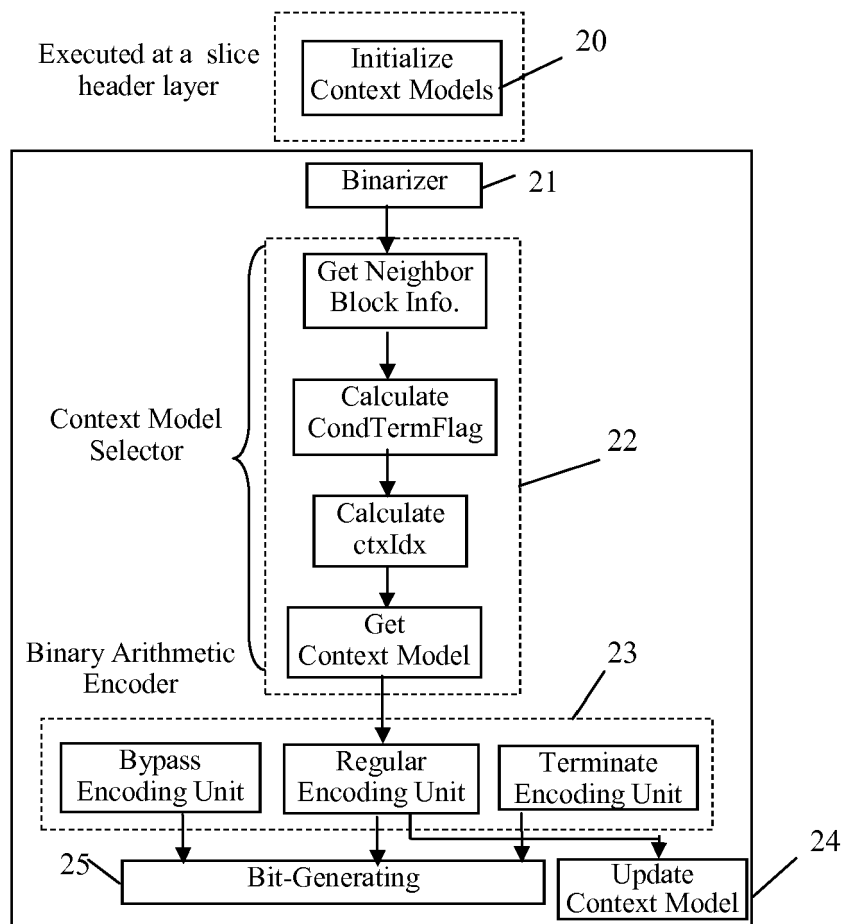 Executed at a slice
header layer
Initialize
Context Models
20
Binarizer
21
Get Neighbor
Block Info.
Calculate
CondTermFlag
Context Model
Selector
22
Calculate
ctxIdx
Get
Context Model
Binary Arithmetic
Encoder
23
Bypass
Encoding Unit
Regular
Encoding Unit
Terminate
Encoding Unit
25
Bit-Generating
Update
Context Model
24